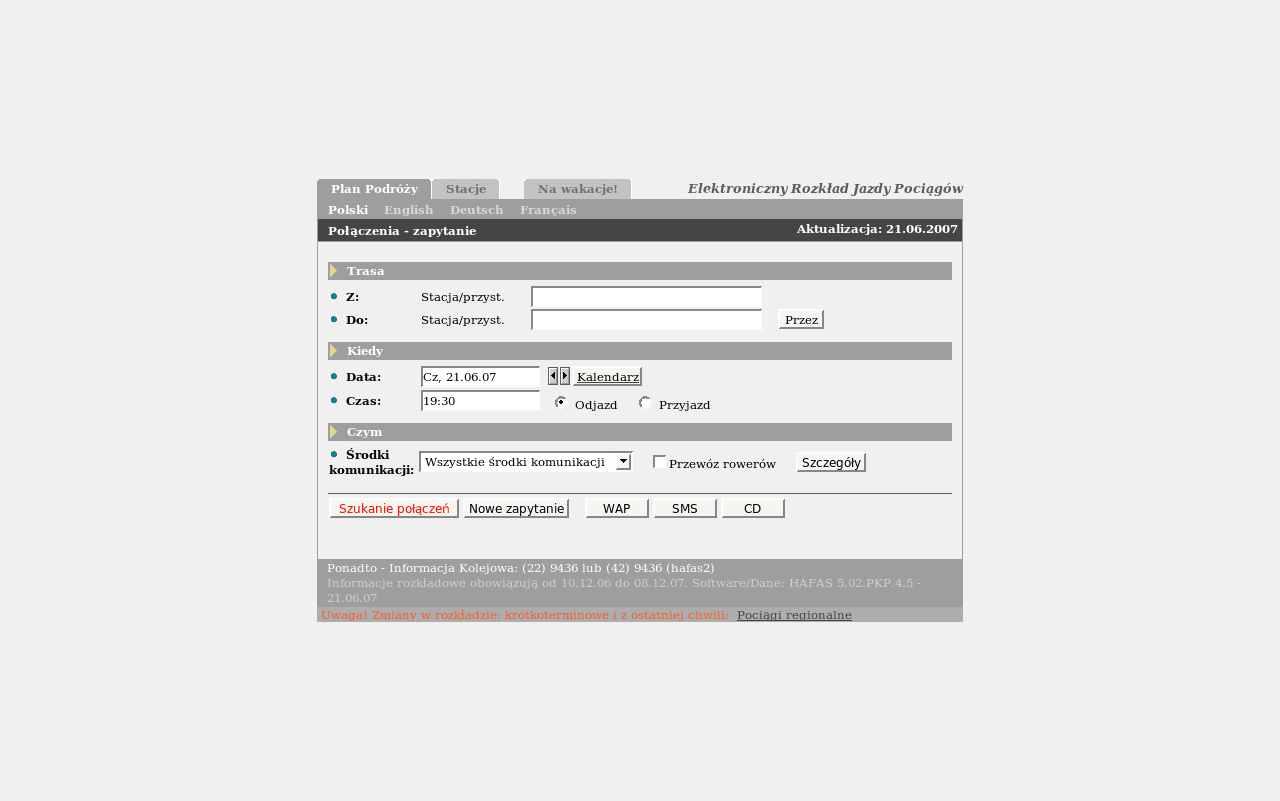 Plan Podróży Stacje Na wakacje! Elektroniczny Rozkład Jazdy Pociągów
Polski English Deutsch Français
Połączenia - zapytanie Aktualizacja: 21.06.2007
Trasa
Z: Stacja/przyst.
Do: Stacja/przyst. Przez
Kiedy
Data: Cz, 21.06.07 Kalendarz
Czas: 19:30 Odjazd Przyjazd
Czym
Środki
komunikacji: Wszystkie środki komunikacji Przewóz rowerów Szczegóły
Szukanie połączeń Nowe zapytanie WAP SMS CD
Ponadto - Informacja Kolejowa: (22) 9436 lub (42) 9436 (hafas2)
Informacje rozkładowe obowiązują od 10.12.06 do 08.12.07. Software/Dane: HAFAS 5.02.PKP.4.5 -
21.06.07
Uwaga! Zmiany w rozkładzie: krótkoterminowe i z ostatniej chwili: Pociągi regionalne